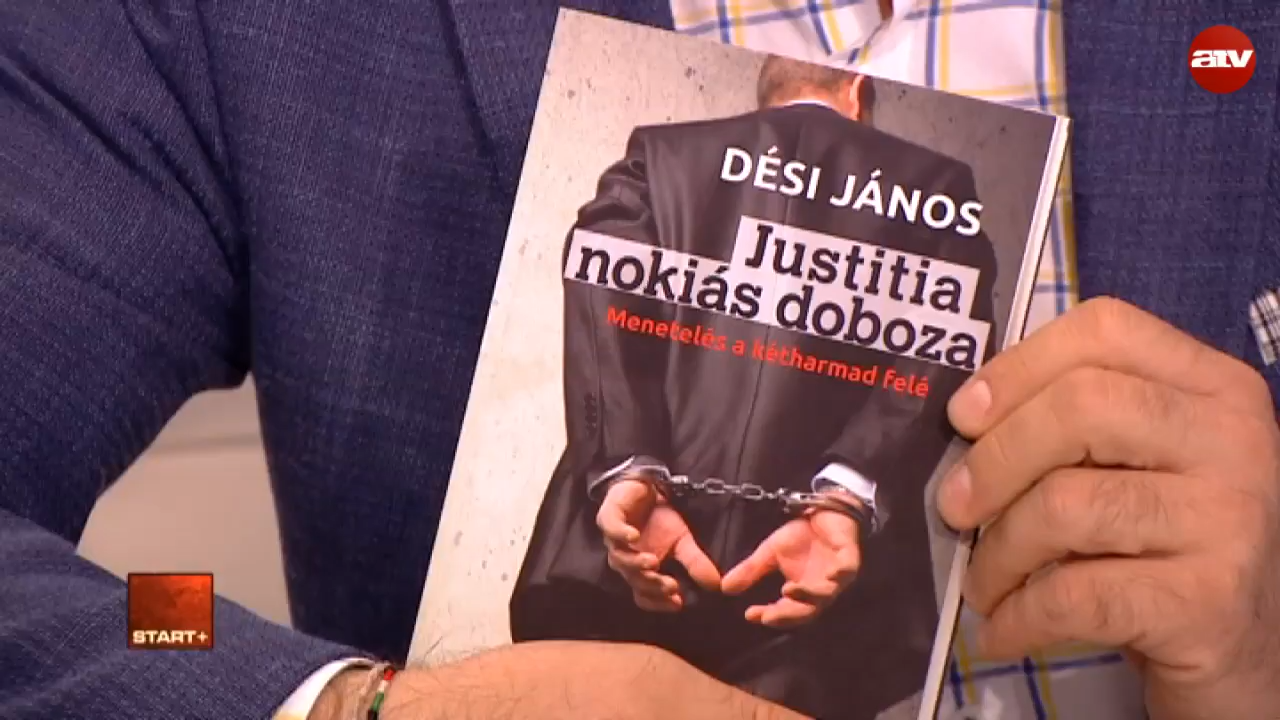 atv
DÉSI JÁNOS
Justitia
nokiás doboza
Menetelés a kétharmad felé
START+